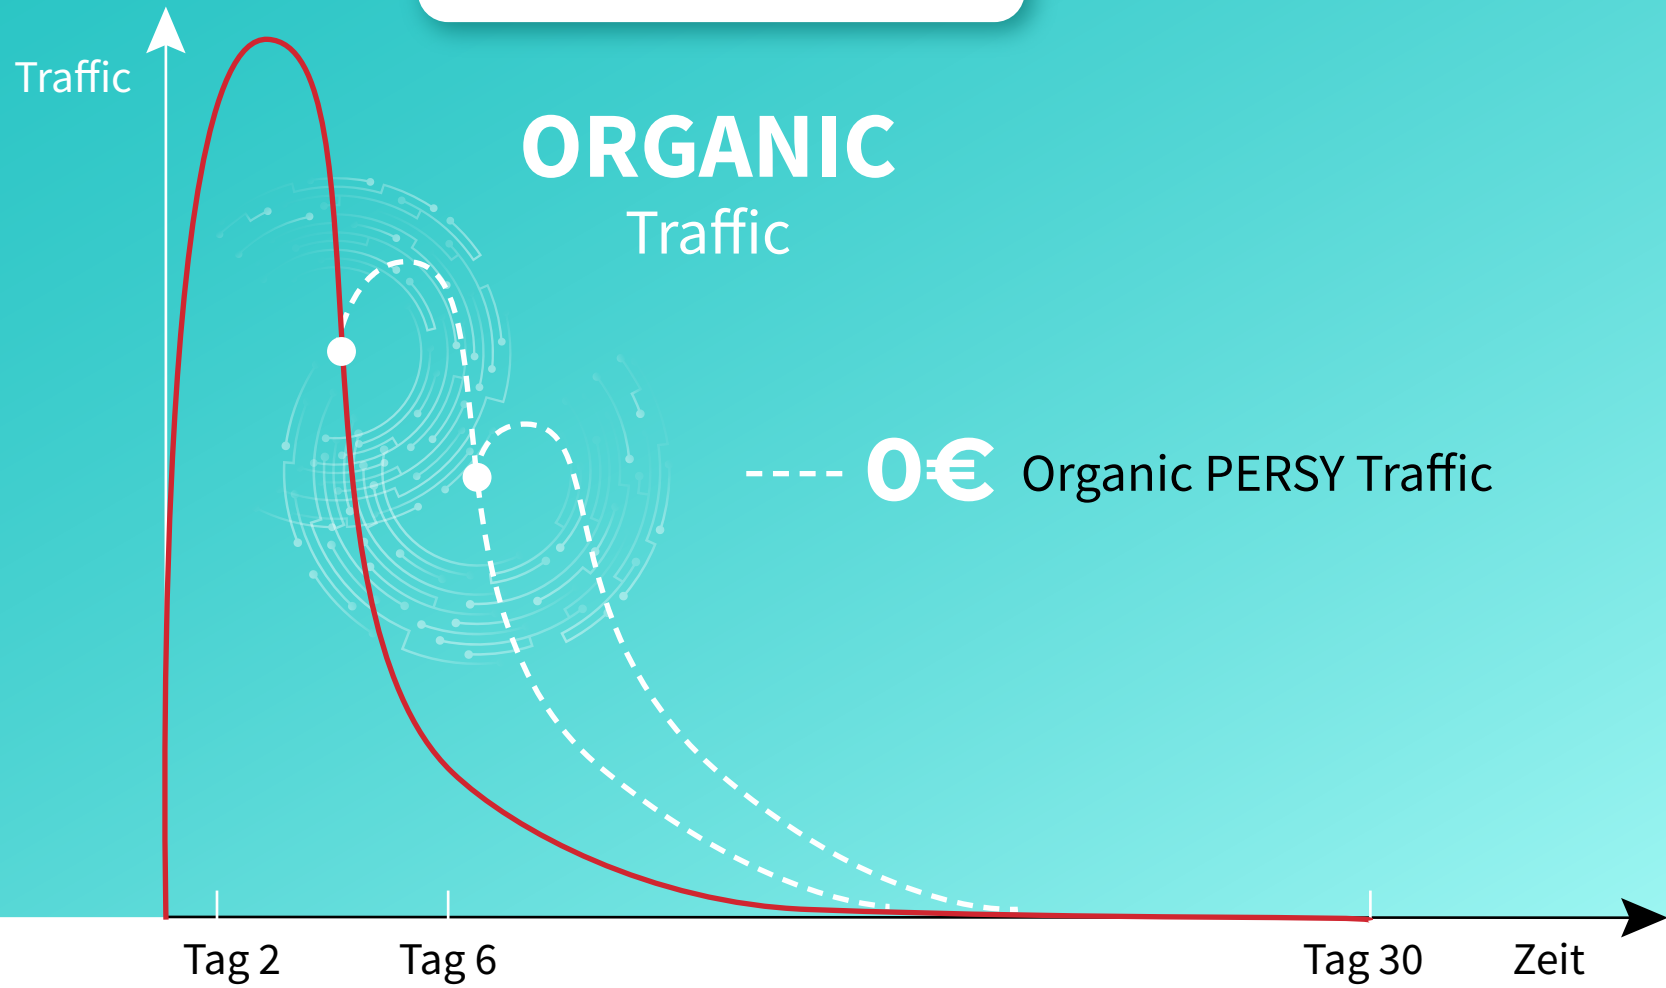 Traffic
ORGANIC
Traffic
0€ Organic PERSY Traffic
Tag 2
Tag 6
Tag 30
Zeit